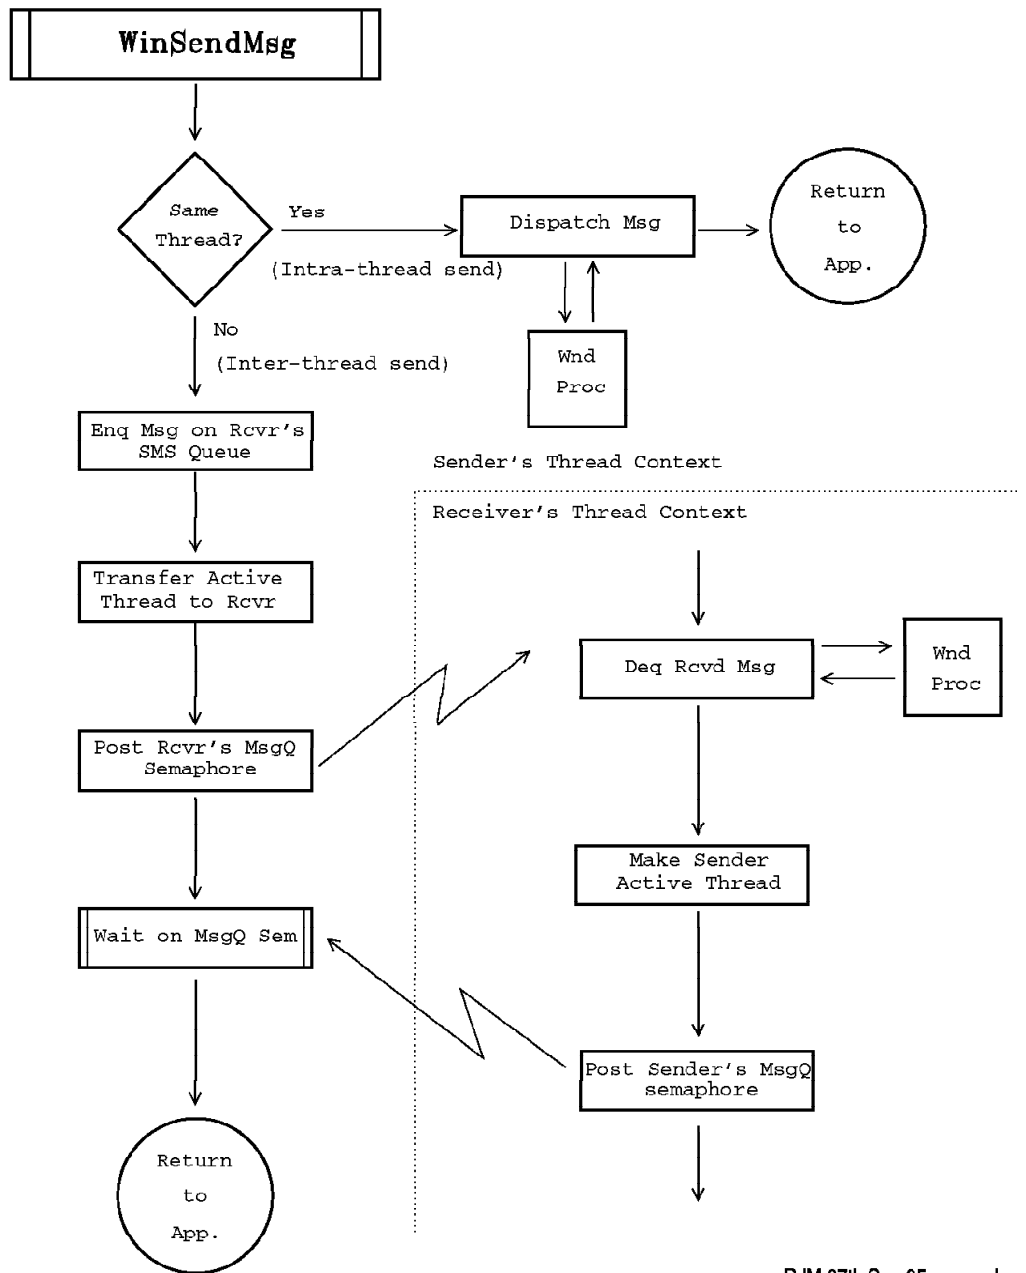 WinSendMsg
Same
Thread?
Yes
(Intra-thread send)
Dispatch Msg
Return
to
App.
No
(Inter-thread send)
Wnd
Proc
Enq Msg on Rcvr's
SMS Queue
Sender's Thread Context
Receiver's Thread Context
Transfer Active
Thread to Rcvr
Deq Rcvd Msg
Wnd
Proc
Post Rcvr's MsgQ
Semaphore
Make Sender
Active Thread
Wait on MsgQ Sem
Post Sender's MsgQ
semaphore
Return
to
App.